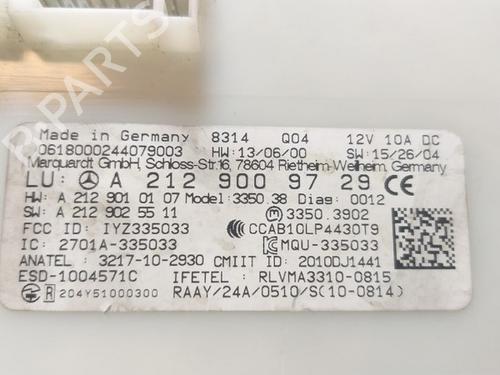 Made in Germany 8314 Q04 12V 10A DC
0618000244079003 HW:13/06/00 SW:15/26/04
Marquardt GmbH, Schloss-Str.16, 78604 Rietheim-Weilheim, Germany
LU: A 212 900 97 29 CE
HW: A 212 901 01 07 Model: 3350.38 Diag: 0012
SW: A 212 902 55 11 M 3350.3902
FCC ID: IYZ335033 CCAB10LP4430T9
IC: 2701A-335033 MQU-335033
ANATEL: 3217-10-2930 CMIIT ID: 2010DJ1441
ESD-1004571C IFETEL: RLVMA3310-0815
R 204Y51000300 RAAY/24A/0510/S(10-0814)
B-PARTS